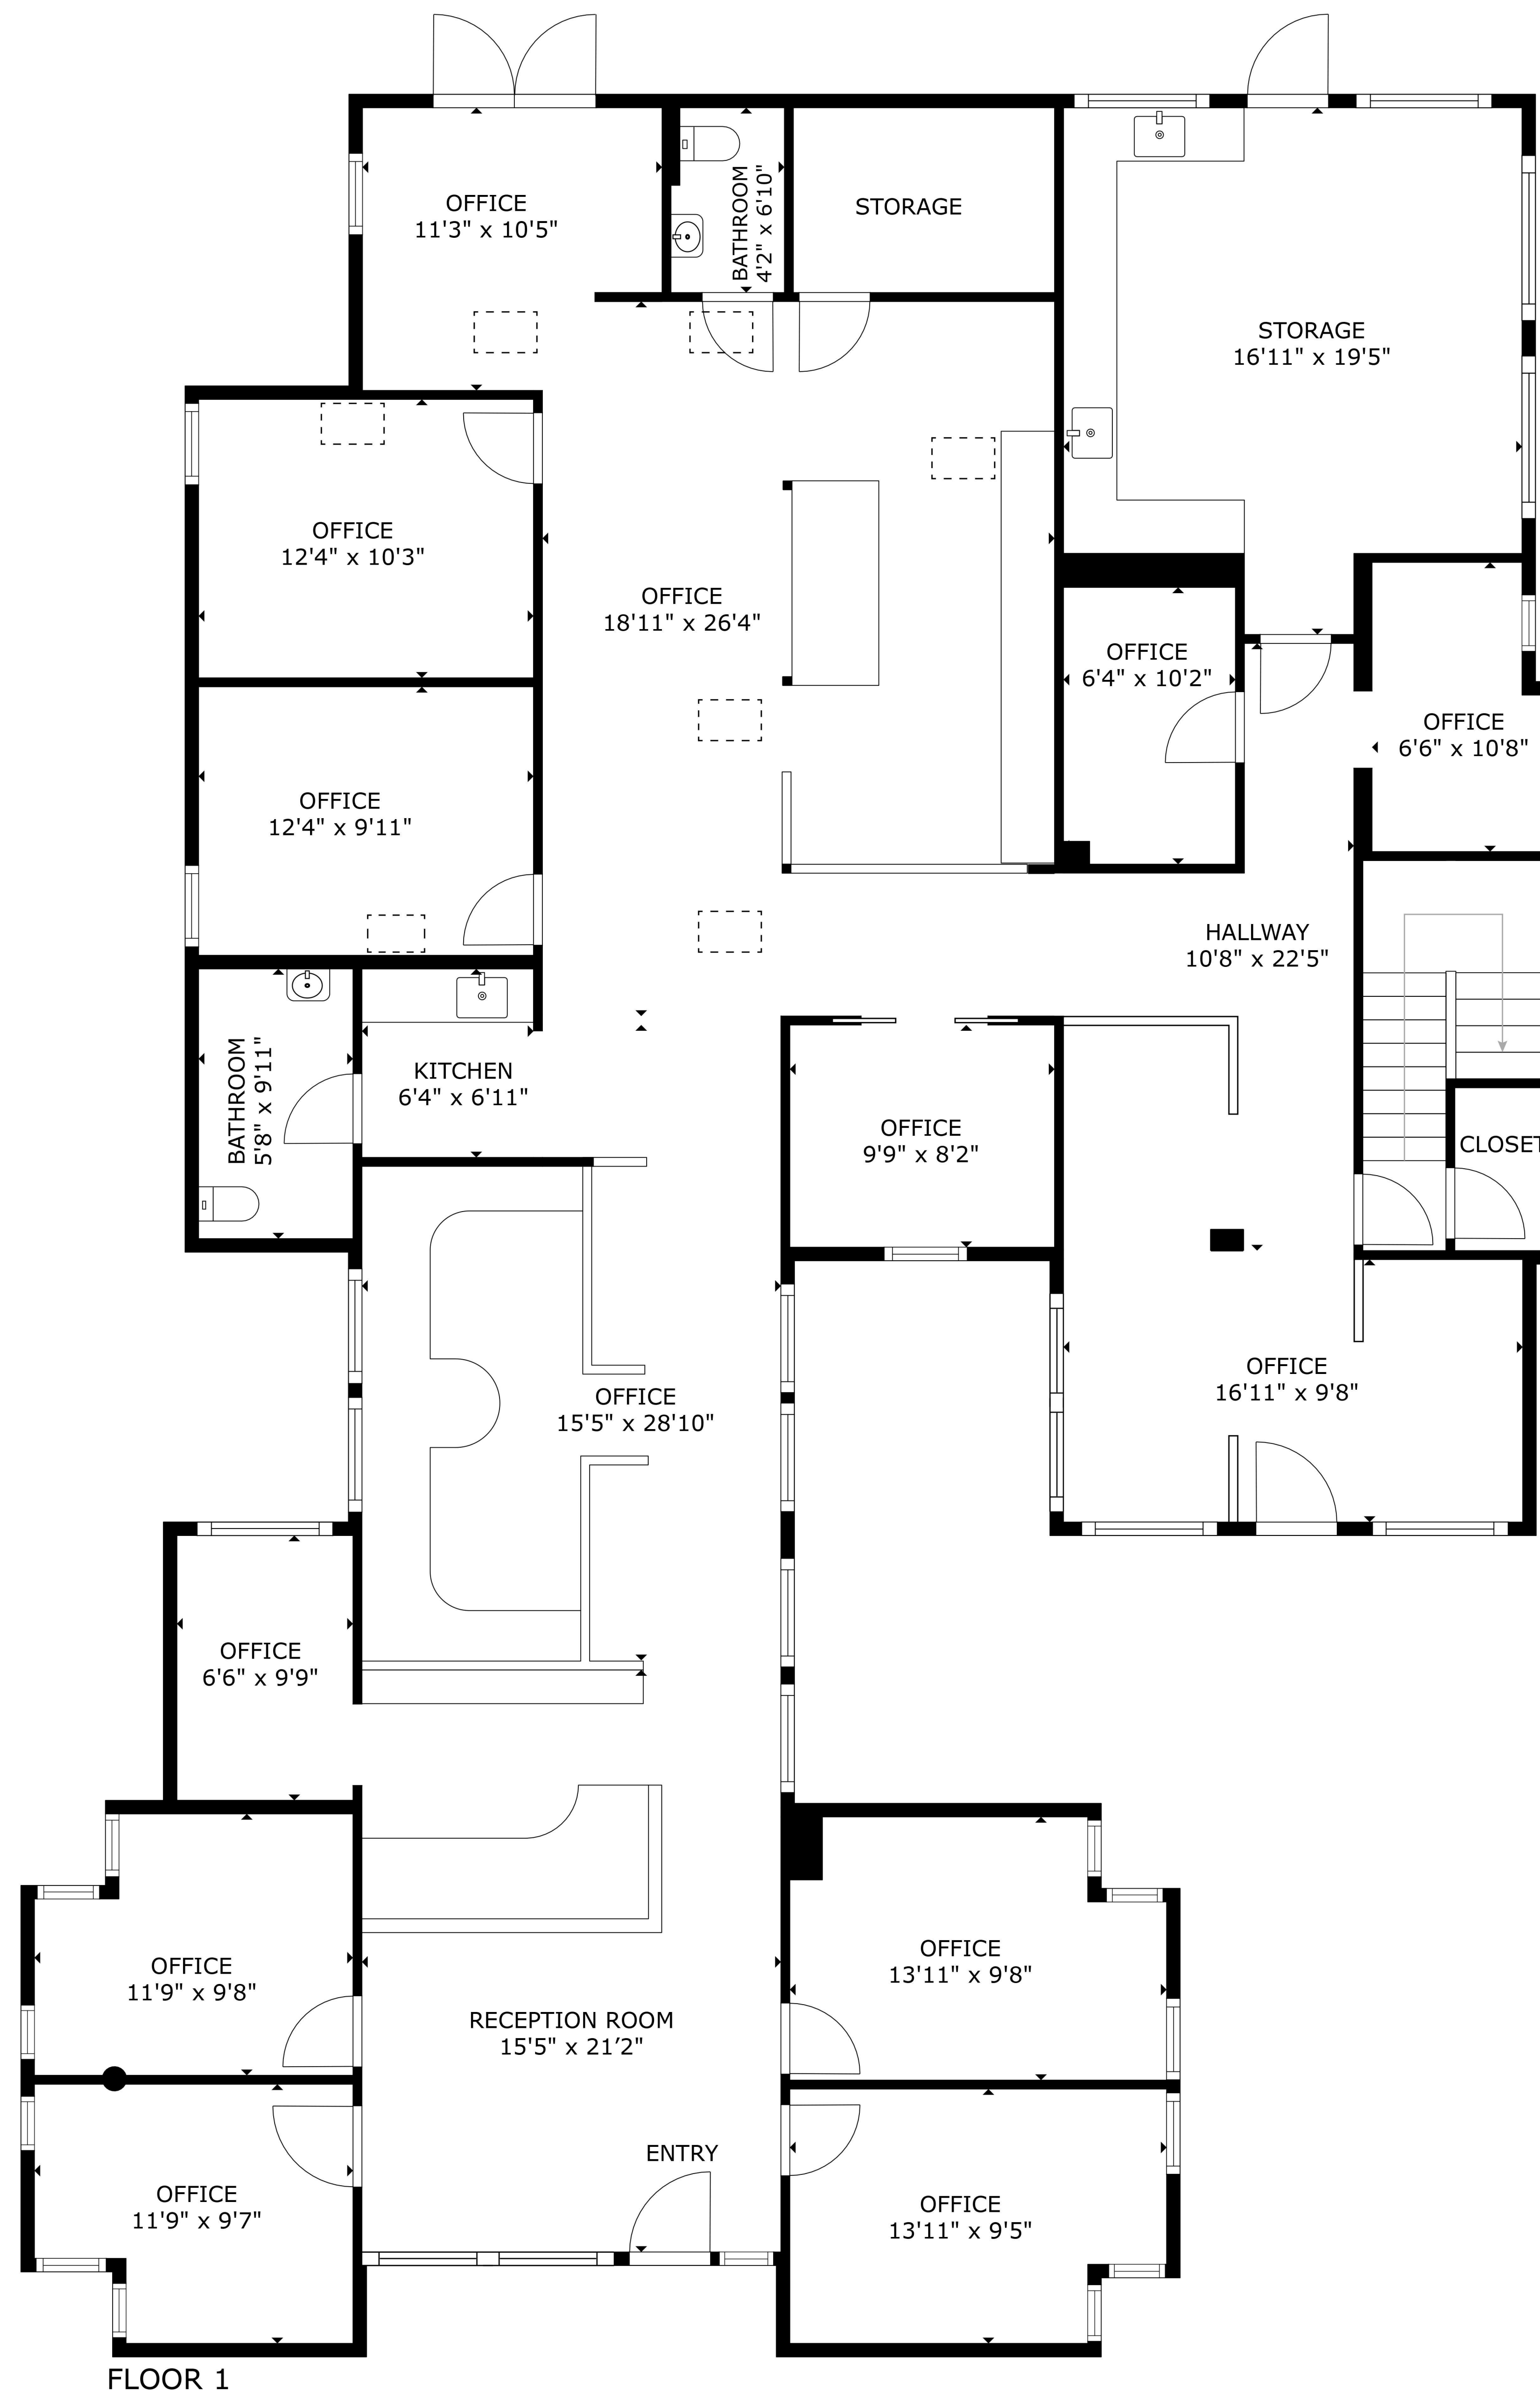 OFFICE
11'3" x 10'5"
BATHROOM
4'2" x 6'10"
STORAGE
STORAGE
16'11" x 19'5"
OFFICE
12'4" x 10'3"
OFFICE
18'11" x 26'4"
OFFICE
6'4" x 10'2"
OFFICE
6'6" x 10'8"
OFFICE
12'4" x 9'11"
HALLWAY
10'8" x 22'5"
BATHROOM
5'8" x 9'11"
KITCHEN
6'4" x 6'11"
OFFICE
9'9" x 8'2"
CLOSET
OFFICE
16'11" x 9'8"
OFFICE
15'5" x 28'10"
OFFICE
6'6" x 9'9"
OFFICE
11'9" x 9'8"
OFFICE
13'11" x 9'8"
RECEPTION ROOM
15'5" x 21’2"
ENTRY
OFFICE
11'9" x 9'7"
OFFICE
13'11" x 9'5"
FLOOR 1